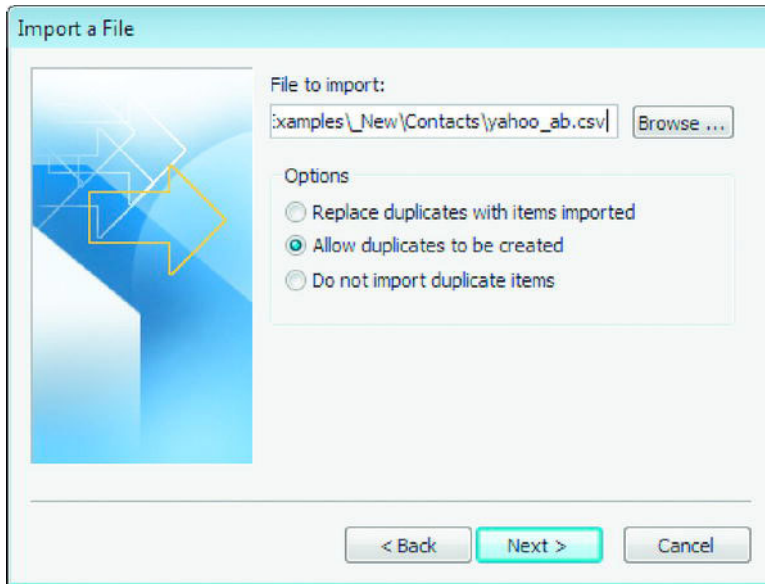 Import a File
File to import:
Examples\_New\Contacts\yahoo_ab.csv
Browse ...
Options
Replace duplicates with items imported
Allow duplicates to be created
Do not import duplicate items
< Back
Next >
Cancel